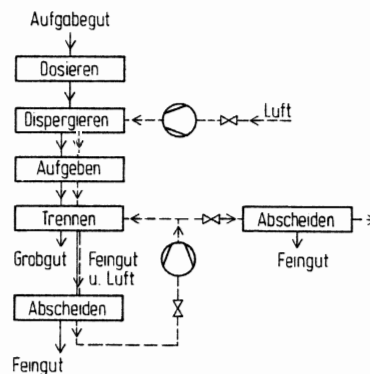 Aufgabegut
Dosieren
Dispergieren
Luft
Aufgeben
Trennen
Abscheiden
Grobgut
Feingut
u. Luft
Feingut
Abscheiden
Feingut